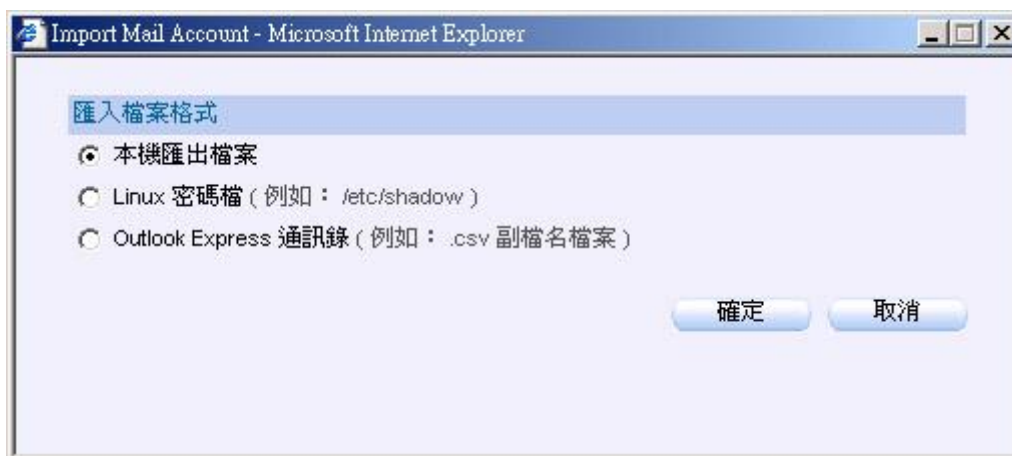 Import Mail Account - Microsoft Internet Explorer
匯入檔案格式
本機匯出檔案
Linux 密碼檔 ( 例如： /etc/shadow )
Outlook Express 通訊錄 ( 例如： .csv 副檔名檔案 )
確定 取消